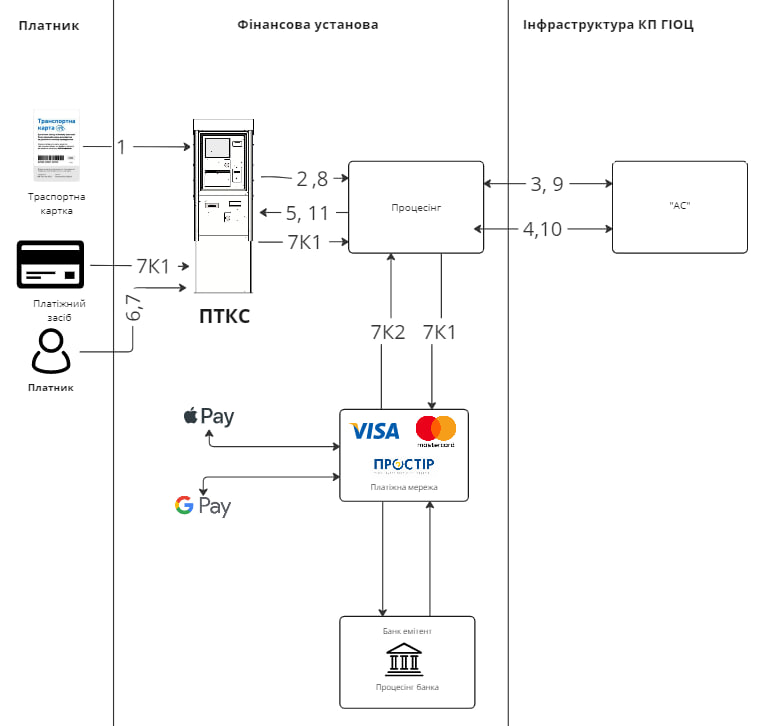 Платник
Фінансова установа
Інфраструктура КП ГІОЦ
Транспортна
карта
1
Траспортна
картка
2 ,8
5, 11
7К1
Процесінг
3, 9
4,10
"АС"
7К1
Платіжний
засіб
6,7
ПТКС
Платник
7К2
7К1
Pay
VISA
mastercard
ПРОСТІР
Платіжна мережа
G Pay
Банк емітент
Процесінг банка